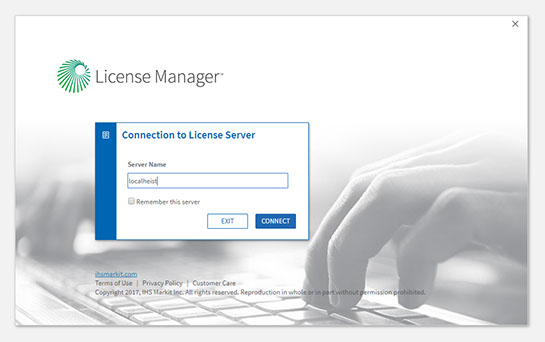 License Manager™
Connection to License Server
Server Name
localheist
Remember this server
EXIT CONNECT
ihsmarkit.com
Terms of Use | Privacy Policy | Customer Care
Copyright 2017, IHS Markit Inc. All rights reserved. Reproduction in whole or in part without permission prohibited.